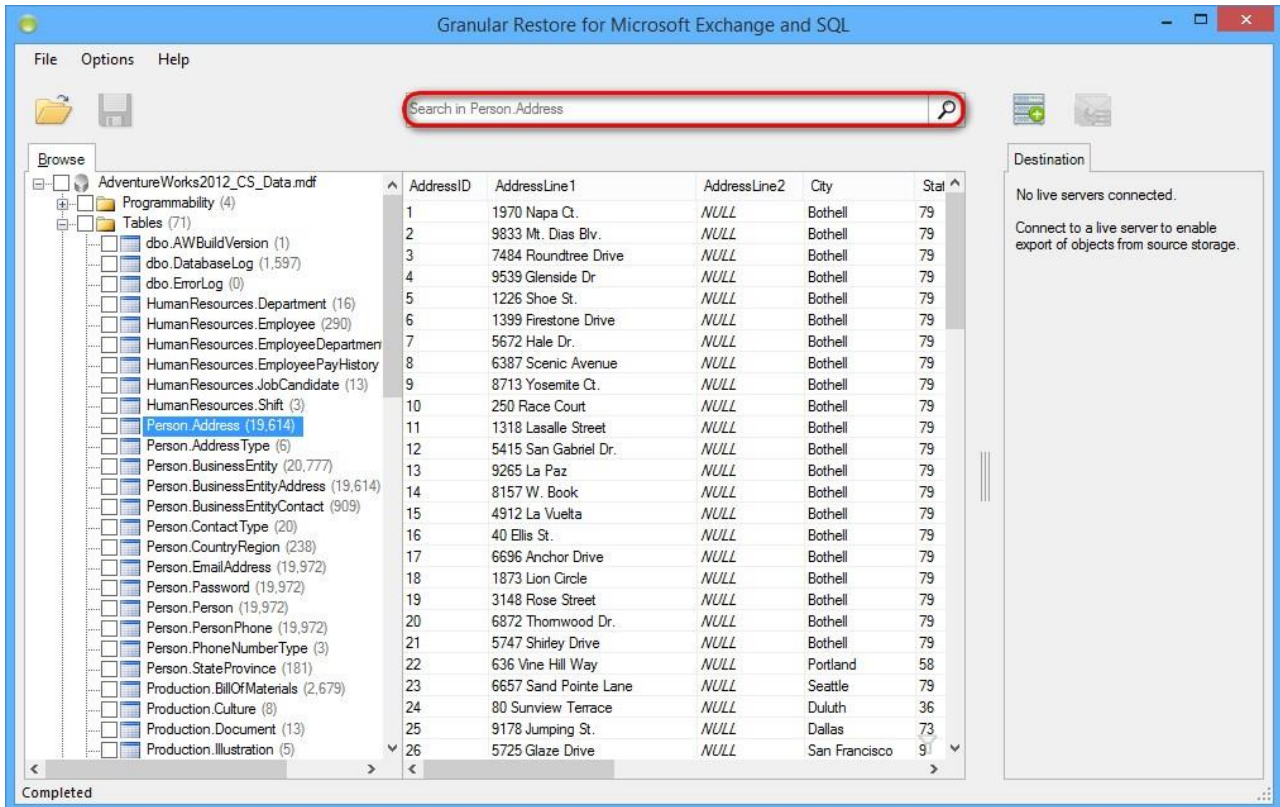 Granular Restore for Microsoft Exchange and SQL
File Options Help
Search in Person.Address
Browse
AdventureWorks2012_CS_Data.mdf
Programmability (4)
Tables (71)
dbo.AWBuildVersion (1)
dbo.DatabaseLog (1,597)
dbo.ErrorLog (0)
HumanResources.Department (16)
HumanResources.Employee (290)
HumanResources.EmployeeDepartmen
HumanResources.EmployeePayHistory
HumanResources.JobCandidate (13)
HumanResources.Shift (3)
Person.Address (19,614)
Person.AddressType (6)
Person.BusinessEntity (20,777)
Person.BusinessEntityAddress (19,614)
Person.BusinessEntityContact (909)
Person.ContactType (20)
Person.CountryRegion (238)
Person.EmailAddress (19,972)
Person.Password (19,972)
Person.Person (19,972)
Person.PersonPhone (19,972)
Person.PhoneNumberType (3)
Person.StateProvince (181)
Production.BillOfMaterials (2,679)
Production.Culture (8)
Production.Document (13)
Production.Illustration (5)
AddressID AddressLine1 AddressLine2 City Stat
1 1970 Napa Ct. NULL Bothell 79
2 9833 Mt. Dias Blv. NULL Bothell 79
3 7484 Roundtree Drive NULL Bothell 79
4 9539 Glenside Dr NULL Bothell 79
5 1226 Shoe St. NULL Bothell 79
6 1399 Firestone Drive NULL Bothell 79
7 5672 Hale Dr. NULL Bothell 79
8 6387 Scenic Avenue NULL Bothell 79
9 8713 Yosemite Ct. NULL Bothell 79
10 250 Race Court NULL Bothell 79
11 1318 Lasalle Street NULL Bothell 79
12 5415 San Gabriel Dr. NULL Bothell 79
13 9265 La Paz NULL Bothell 79
14 8157 W. Book NULL Bothell 79
15 4912 La Vuelta NULL Bothell 79
16 40 Ellis St. NULL Bothell 79
17 6696 Anchor Drive NULL Bothell 79
18 1873 Lion Circle NULL Bothell 79
19 3148 Rose Street NULL Bothell 79
20 6872 Thornwood Dr. NULL Bothell 79
21 5747 Shirley Drive NULL Bothell 79
22 636 Vine Hill Way NULL Portland 58
23 6657 Sand Pointe Lane NULL Seattle 79
24 80 Sunview Terrace NULL Duluth 36
25 9178 Jumping St. NULL Dallas 73
26 5725 Glaze Drive NULL San Francisco 9
Destination
No live servers connected.
Connect to a live server to enable
export of objects from source storage.
Completed